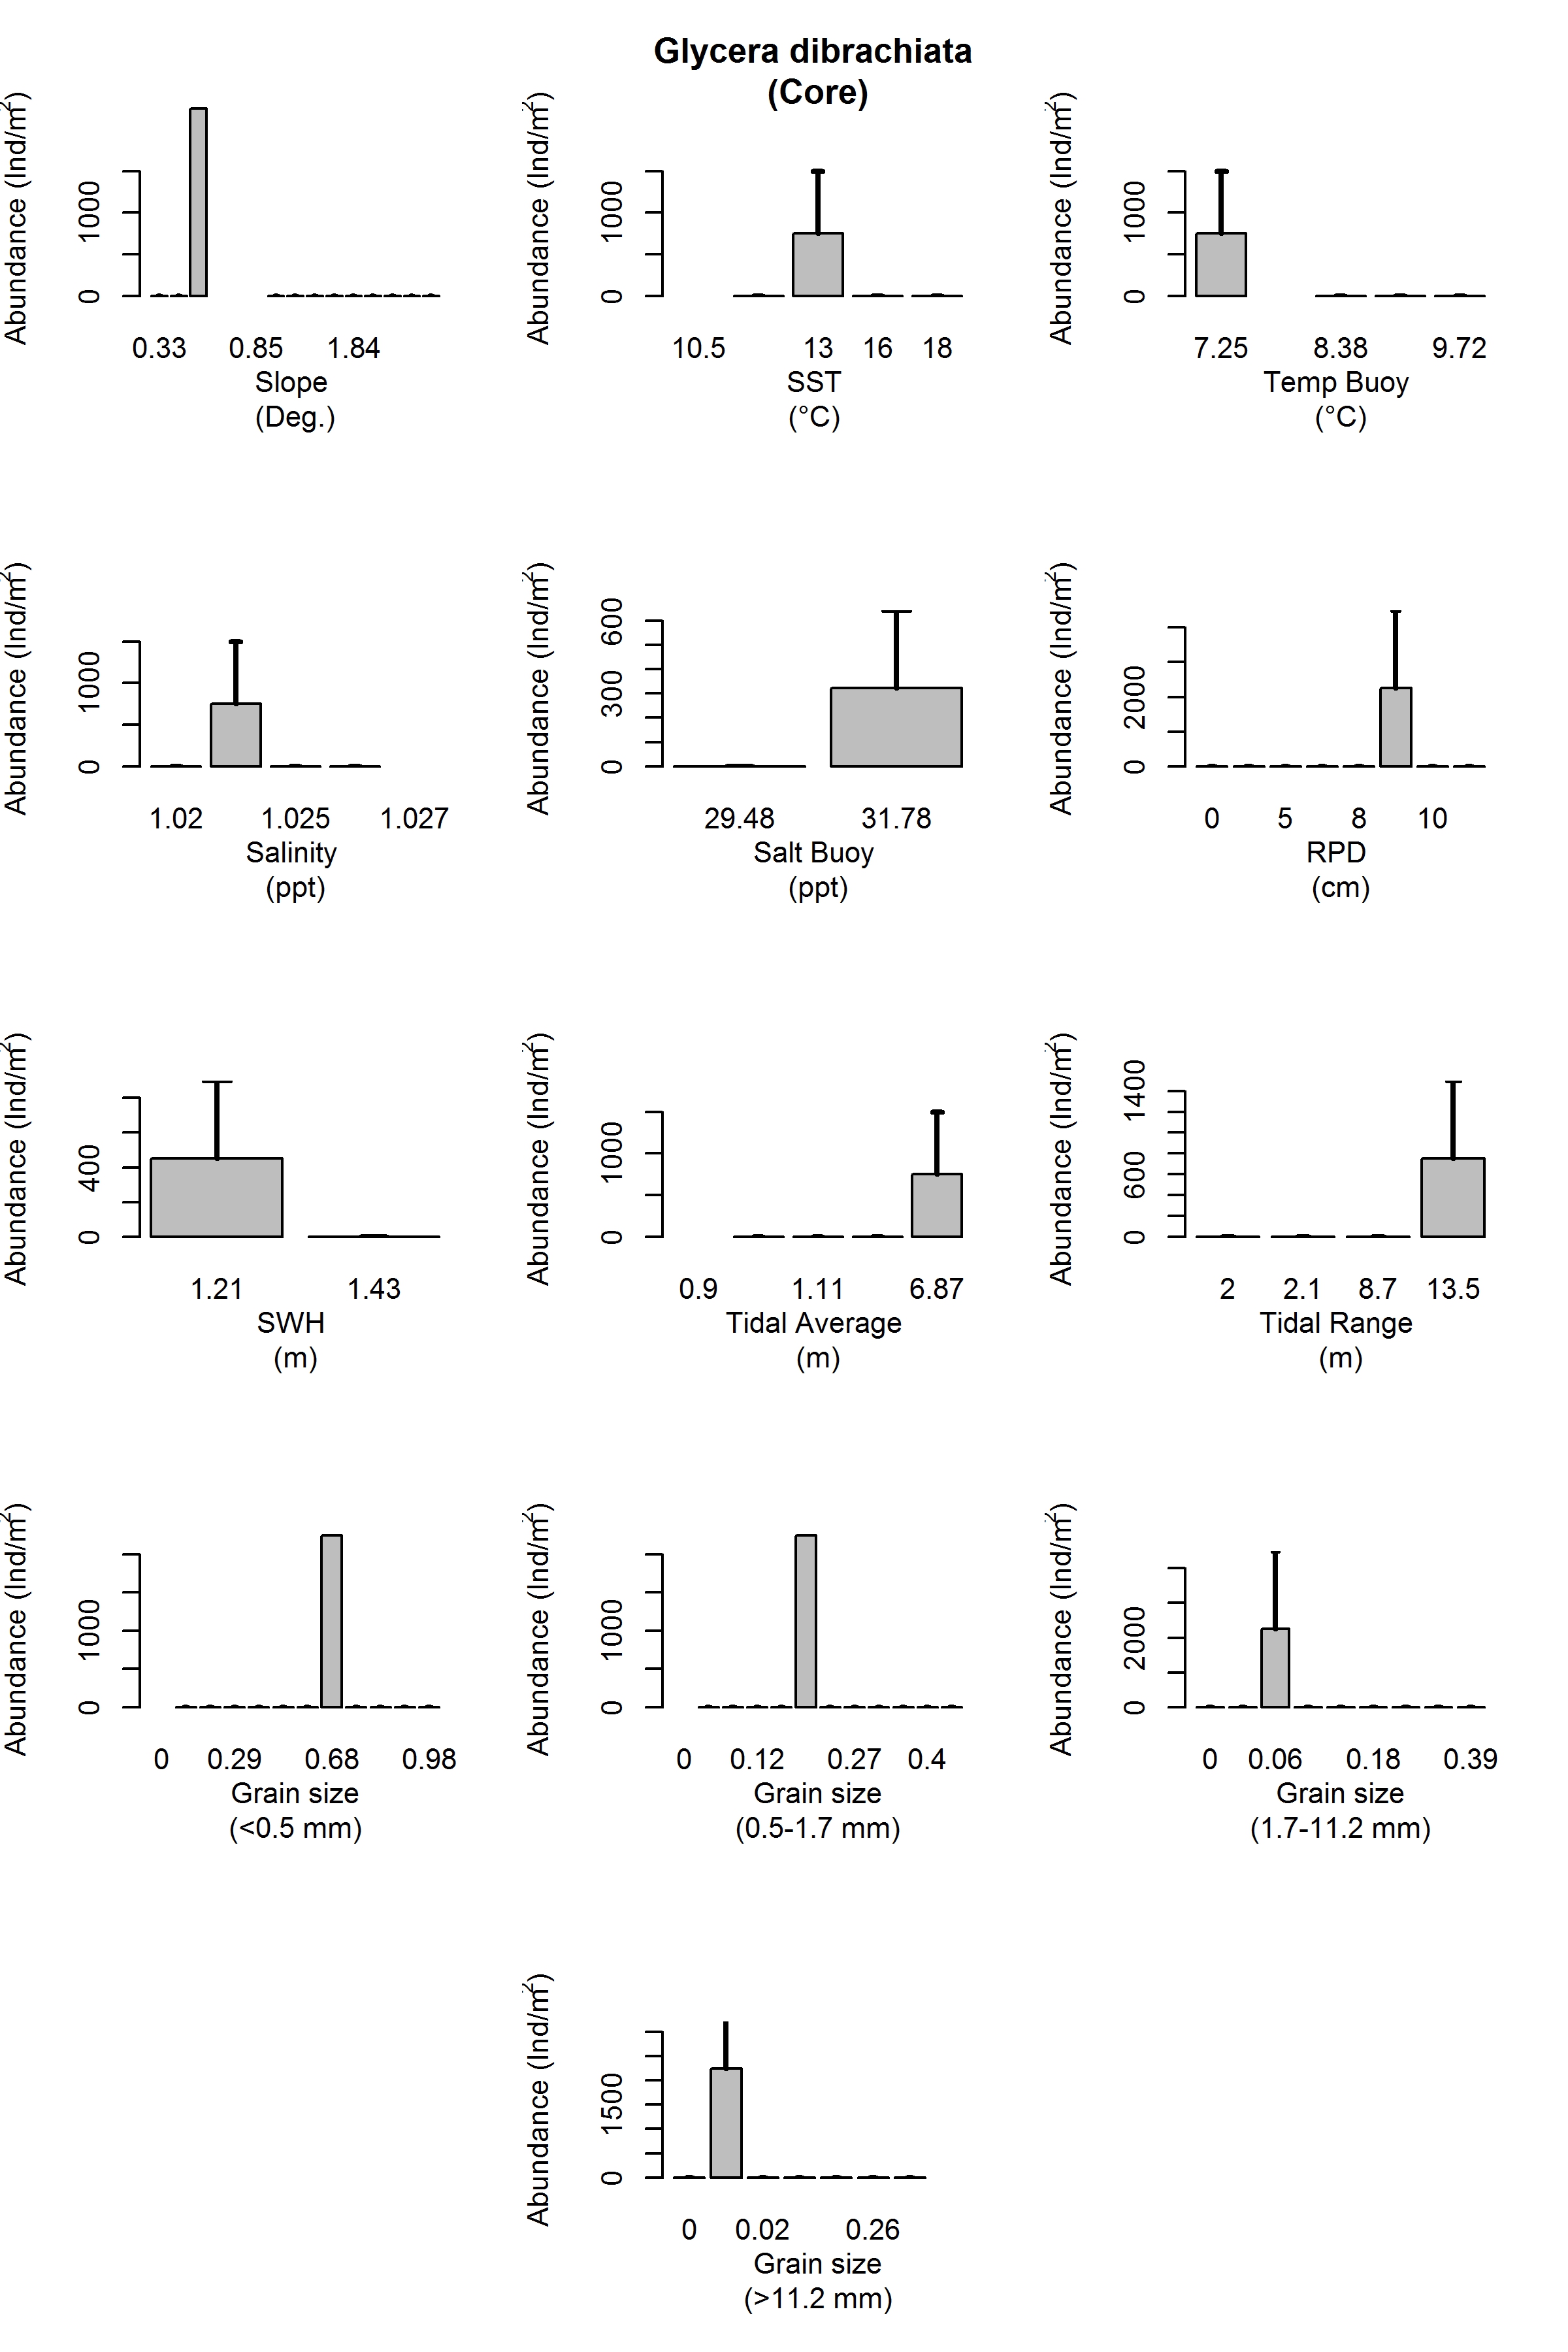 Glycera dibrachiata
(Core)
Abundance (Ind/m²)
0 1000
0.33 0.85 1.84
Slope
(Deg.)
Abundance (Ind/m²)
0 1000
10.5 13 16 18
SST
(°C)
Abundance (Ind/m²)
0 1000
7.25 8.38 9.72
Temp Buoy
(°C)
Abundance (Ind/m²)
0 1000
1.02 1.025 1.027
Salinity
(ppt)
Abundance (Ind/m²)
0 300 600
29.48 31.78
Salt Buoy
(ppt)
Abundance (Ind/m²)
0 2000
0 5 8 10
RPD
(cm)
Abundance (Ind/m²)
0 400
1.21 1.43
SWH
(m)
Abundance (Ind/m²)
0 1000
0.9 1.11 6.87
Tidal Average
(m)
Abundance (Ind/m²)
0 600 1400
2 2.1 8.7 13.5
Tidal Range
(m)
Abundance (Ind/m²)
0 1000
0 0.29 0.68 0.98
Grain size
(<0.5 mm)
Abundance (Ind/m²)
0 1000
0 0.12 0.27 0.4
Grain size
(0.5-1.7 mm)
Abundance (Ind/m²)
0 2000
0 0.06 0.18 0.39
Grain size
(1.7-11.2 mm)
Abundance (Ind/m²)
0 1500
0 0.02 0.26
Grain size
(>11.2 mm)